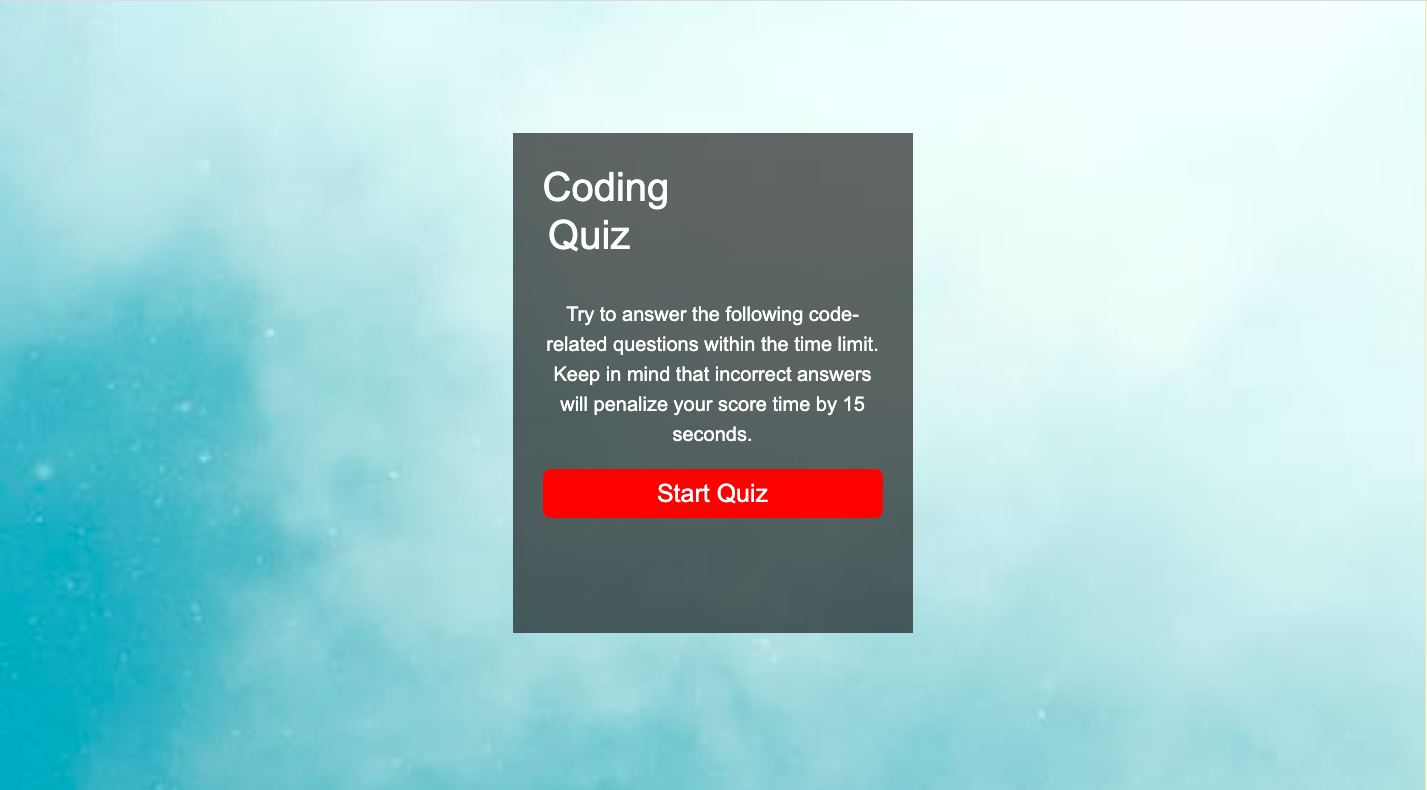 Coding
Quiz
Try to answer the following code-
related questions within the time limit.
Keep in mind that incorrect answers
will penalize your score time by 15
seconds.
Start Quiz